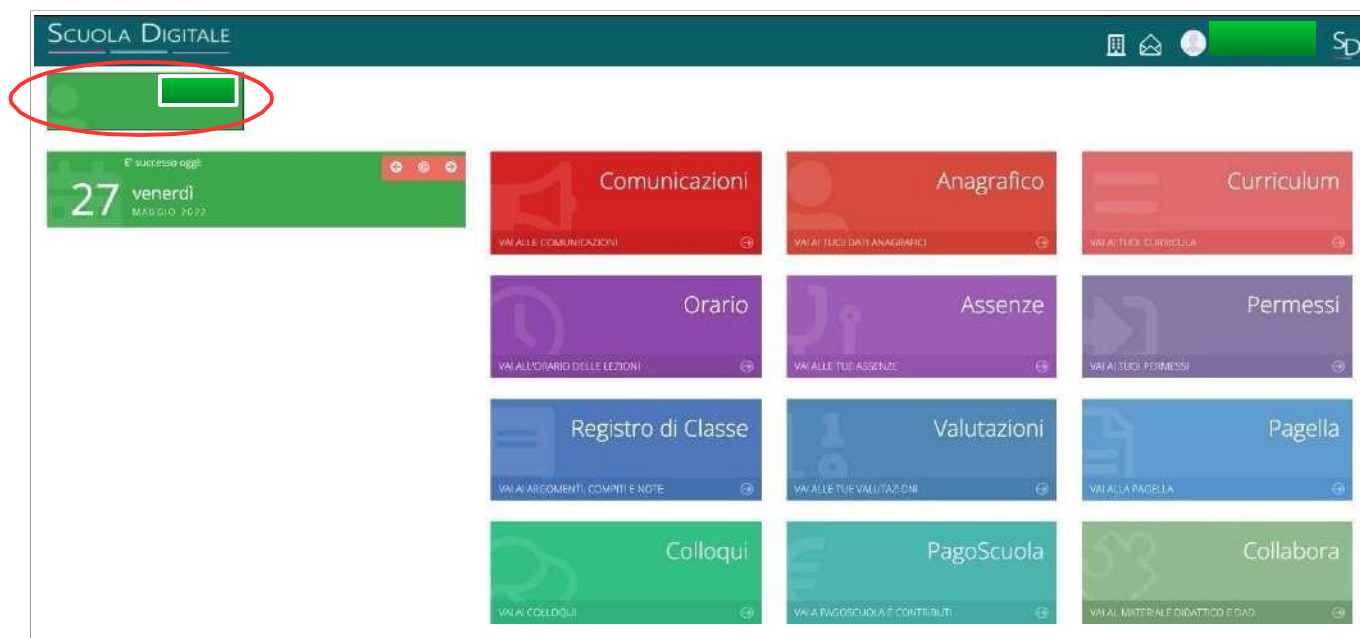 SCUOLA DIGITALE
SD
E' successo oggi:
27 venerdì
MAGGIO 2022
Comunicazioni
VAI ALLE COMUNICAZIONI
Anagrafico
VAI AI TUOI DATI ANAGRAFICI
Curriculum
VAI AI TUOI CURRICULA
Orario
VAI ALL'ORARIO DELLE LEZIONI
Assenze
VAI ALLE TUE ASSENZE
Permessi
VAI AI TUOI PERMESSI
Registro di Classe
VAI AI ARGOMENTI, COMPITI E NOTE
Valutazioni
VAI ALLE TUE VALUTAZIONI
Pagella
VAI ALLA PAGELLA
Colloqui
VAI AI COLLOQUI
PagoScuola
VAI A PAGOSCUOLA E CONTRIBUTI
Collabora
VAI AL MATERIALE DIDATTICO E DAD